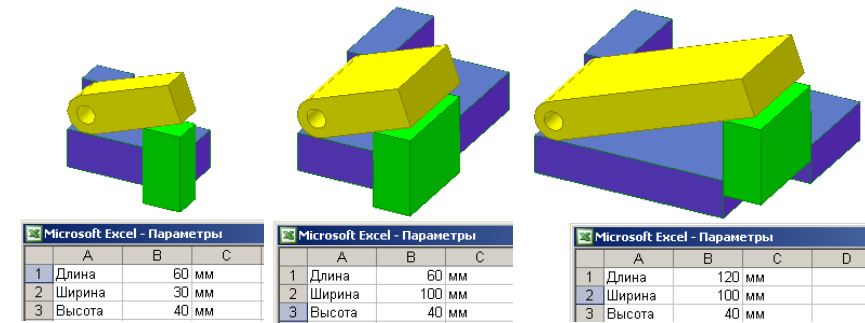 Microsoft Excel - Параметры
A B C
1 Длина 60 мм
2 Ширина 30 мм
3 Высота 40 мм
Microsoft Excel - Параметры
A B C
1 Длина 60 мм
2 Ширина 100 мм
3 Высота 40 мм
Microsoft Excel - Параметры
A B C D
1 Длина 120 мм
2 Ширина 100 мм
3 Высота 40 мм